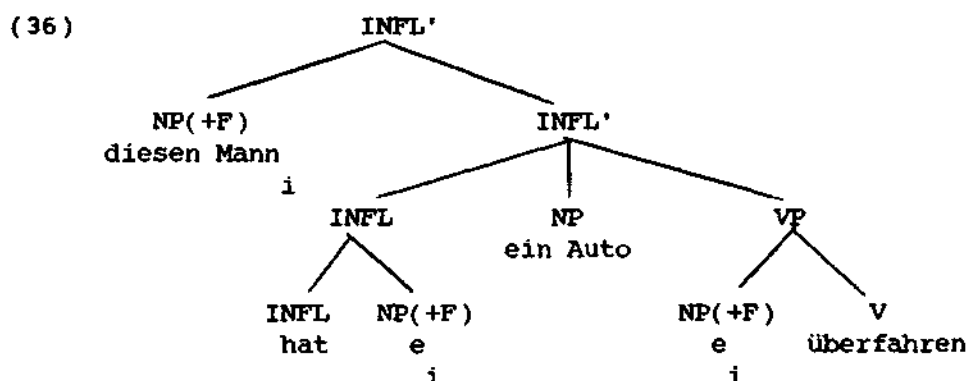 (36) INFL'
NP(+F) INFL'
diesen Mann
i
INFL NP VP
ein Auto
INFL NP(+F) NP(+F) V
hat e e überfahren
i i